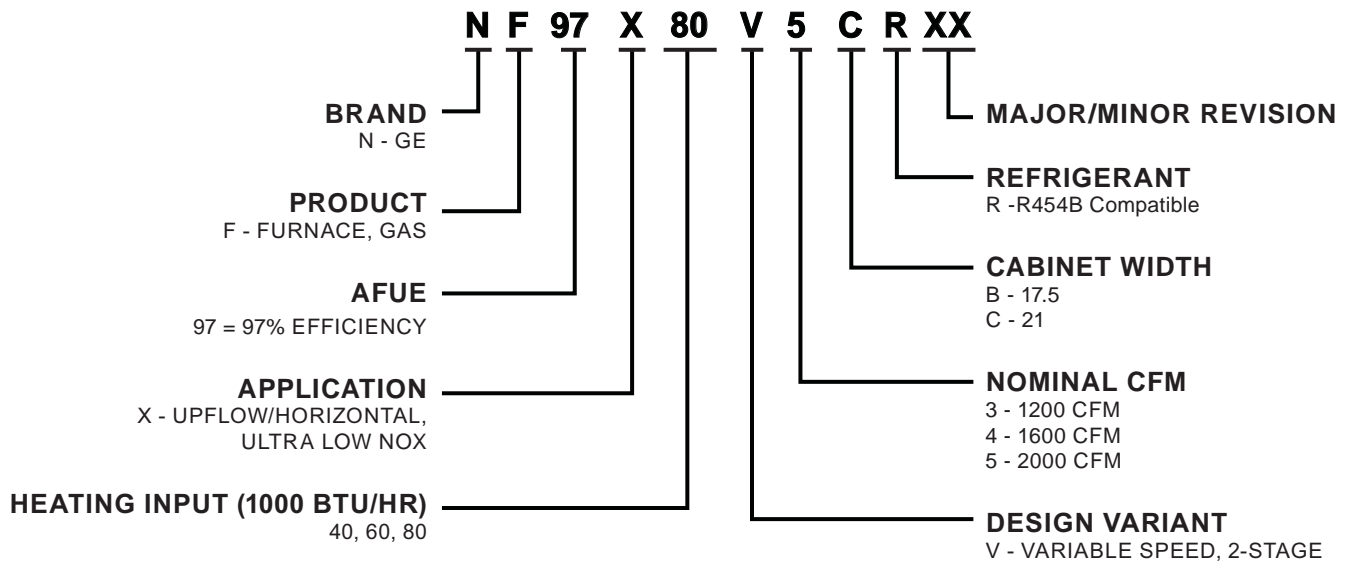 N F 97 X 80 V 5 C R XX
BRAND
N - GE
PRODUCT
F - FURNACE, GAS
AFUE
97 = 97% EFFICIENCY
APPLICATION
X - UPFLOW/HORIZONTAL,
ULTRA LOW NOX
HEATING INPUT (1000 BTU/HR)
40, 60, 80
MAJOR/MINOR REVISION
REFRIGERANT
R -R454B Compatible
CABINET WIDTH
B - 17.5
C - 21
NOMINAL CFM
3 - 1200 CFM
4 - 1600 CFM
5 - 2000 CFM
DESIGN VARIANT
V - VARIABLE SPEED, 2-STAGE